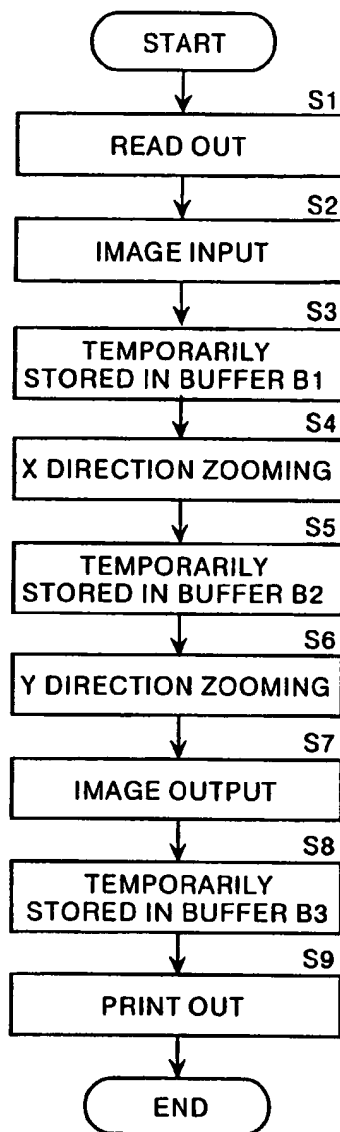 START
S1
READ OUT
S2
IMAGE INPUT
S3
TEMPORARILY
STORED IN BUFFER B1
S4
X DIRECTION ZOOMING
S5
TEMPORARILY
STORED IN BUFFER B2
S6
Y DIRECTION ZOOMING
S7
IMAGE OUTPUT
S8
TEMPORARILY
STORED IN BUFFER B3
S9
PRINT OUT
END